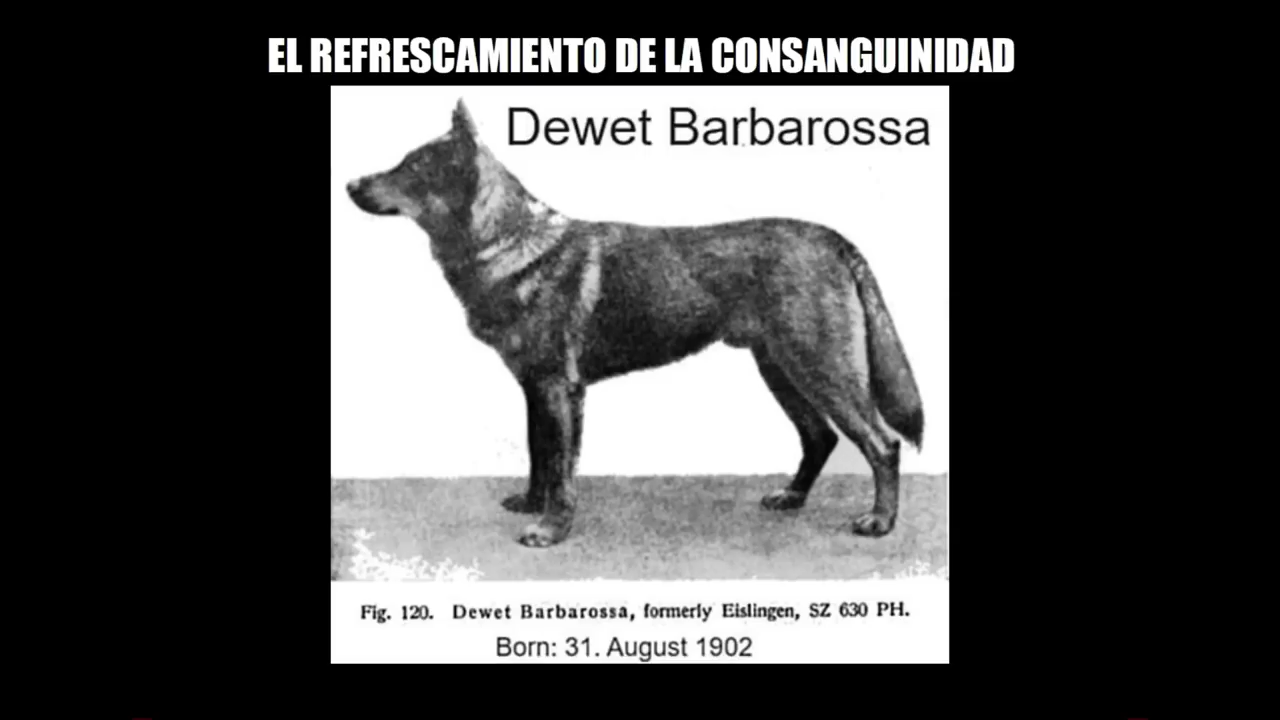 EL REFRESCAMIENTO DE LA CONSANGUINIDAD
Dewet Barbarossa
Fig. 120. Dewet Barbarossa, formerly Eislingen, SZ 630 PH.
Born: 31. August 1902